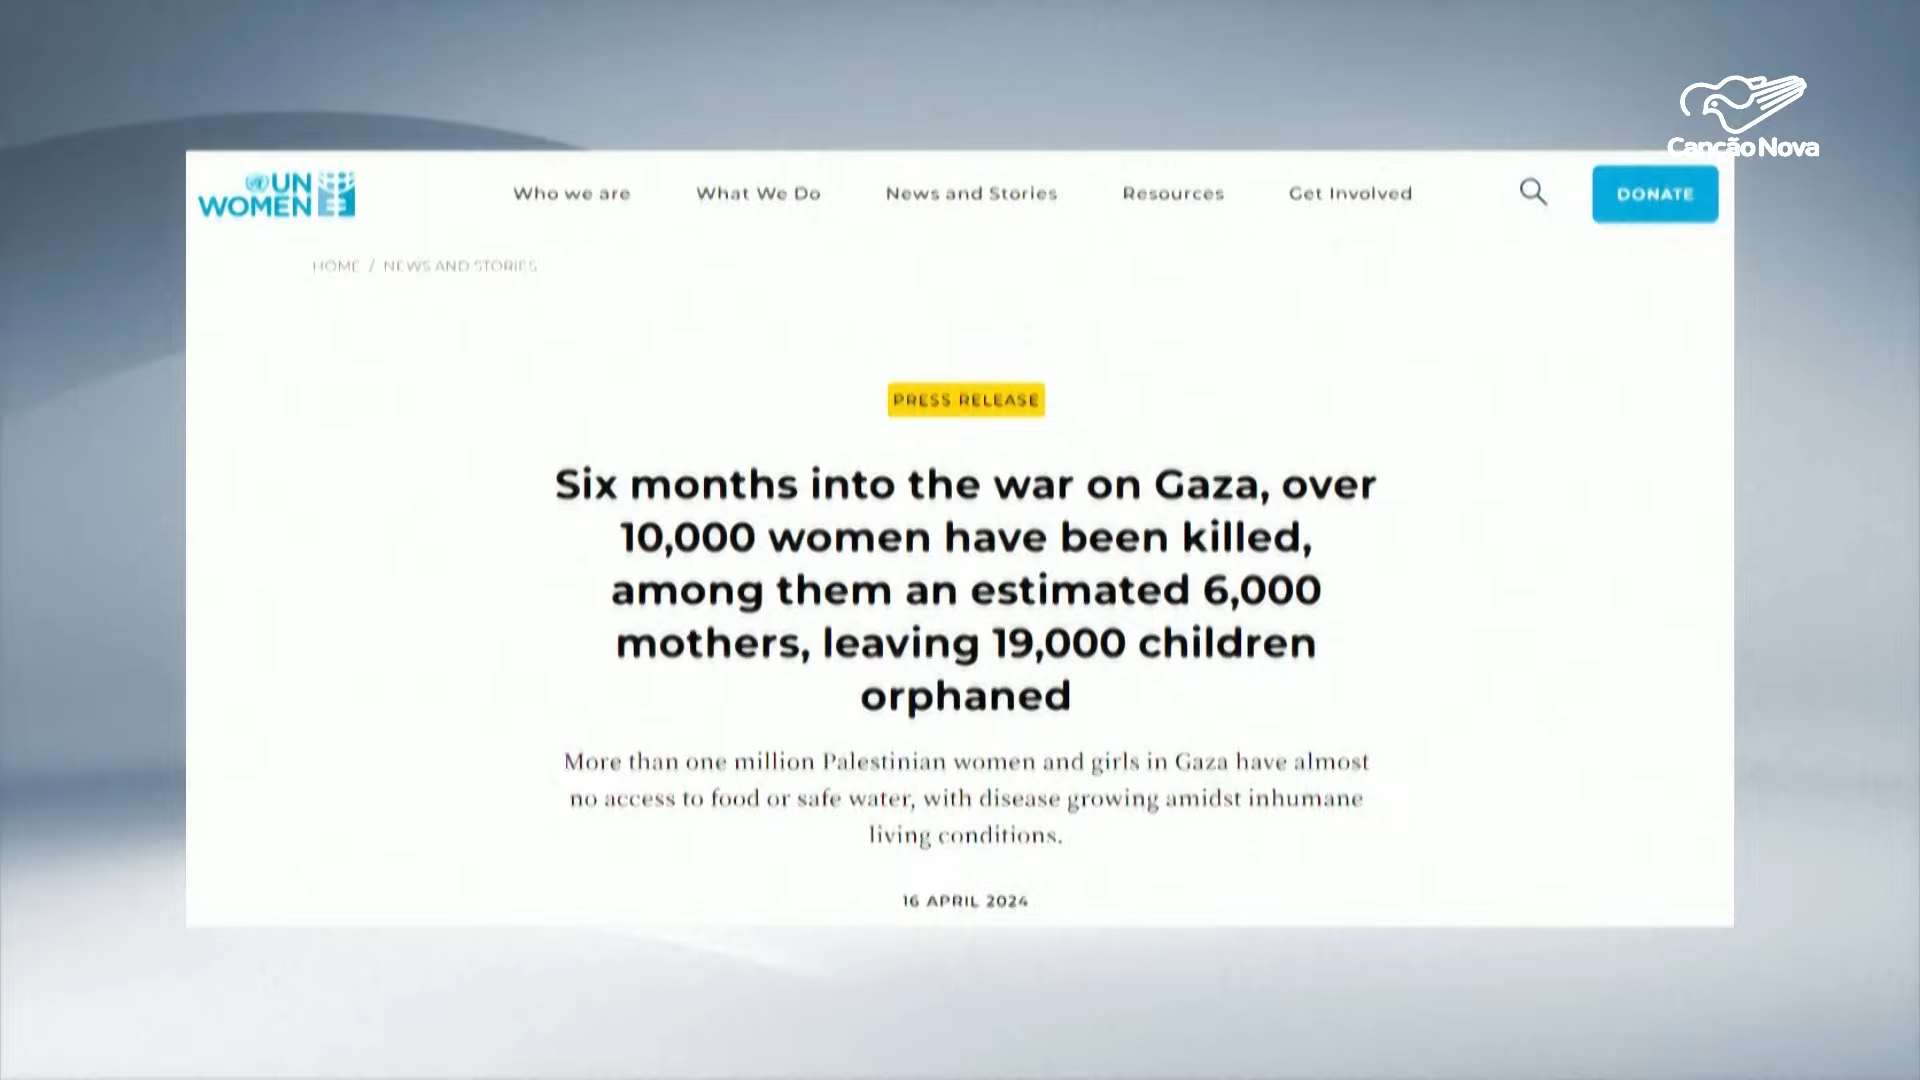 Canção Nova
UN
WOMEN
Who we are
What We Do
News and Stories
Resources
Get Involved
DONATE
HOME / NEWS AND STORIES
PRESS RELEASE
Six months into the war on Gaza, over
10,000 women have been killed,
among them an estimated 6,000
mothers, leaving 19,000 children
orphaned
More than one million Palestinian women and girls in Gaza have almost
no access to food or safe water, with disease growing amidst inhumane
living conditions.
16 APRIL 2024